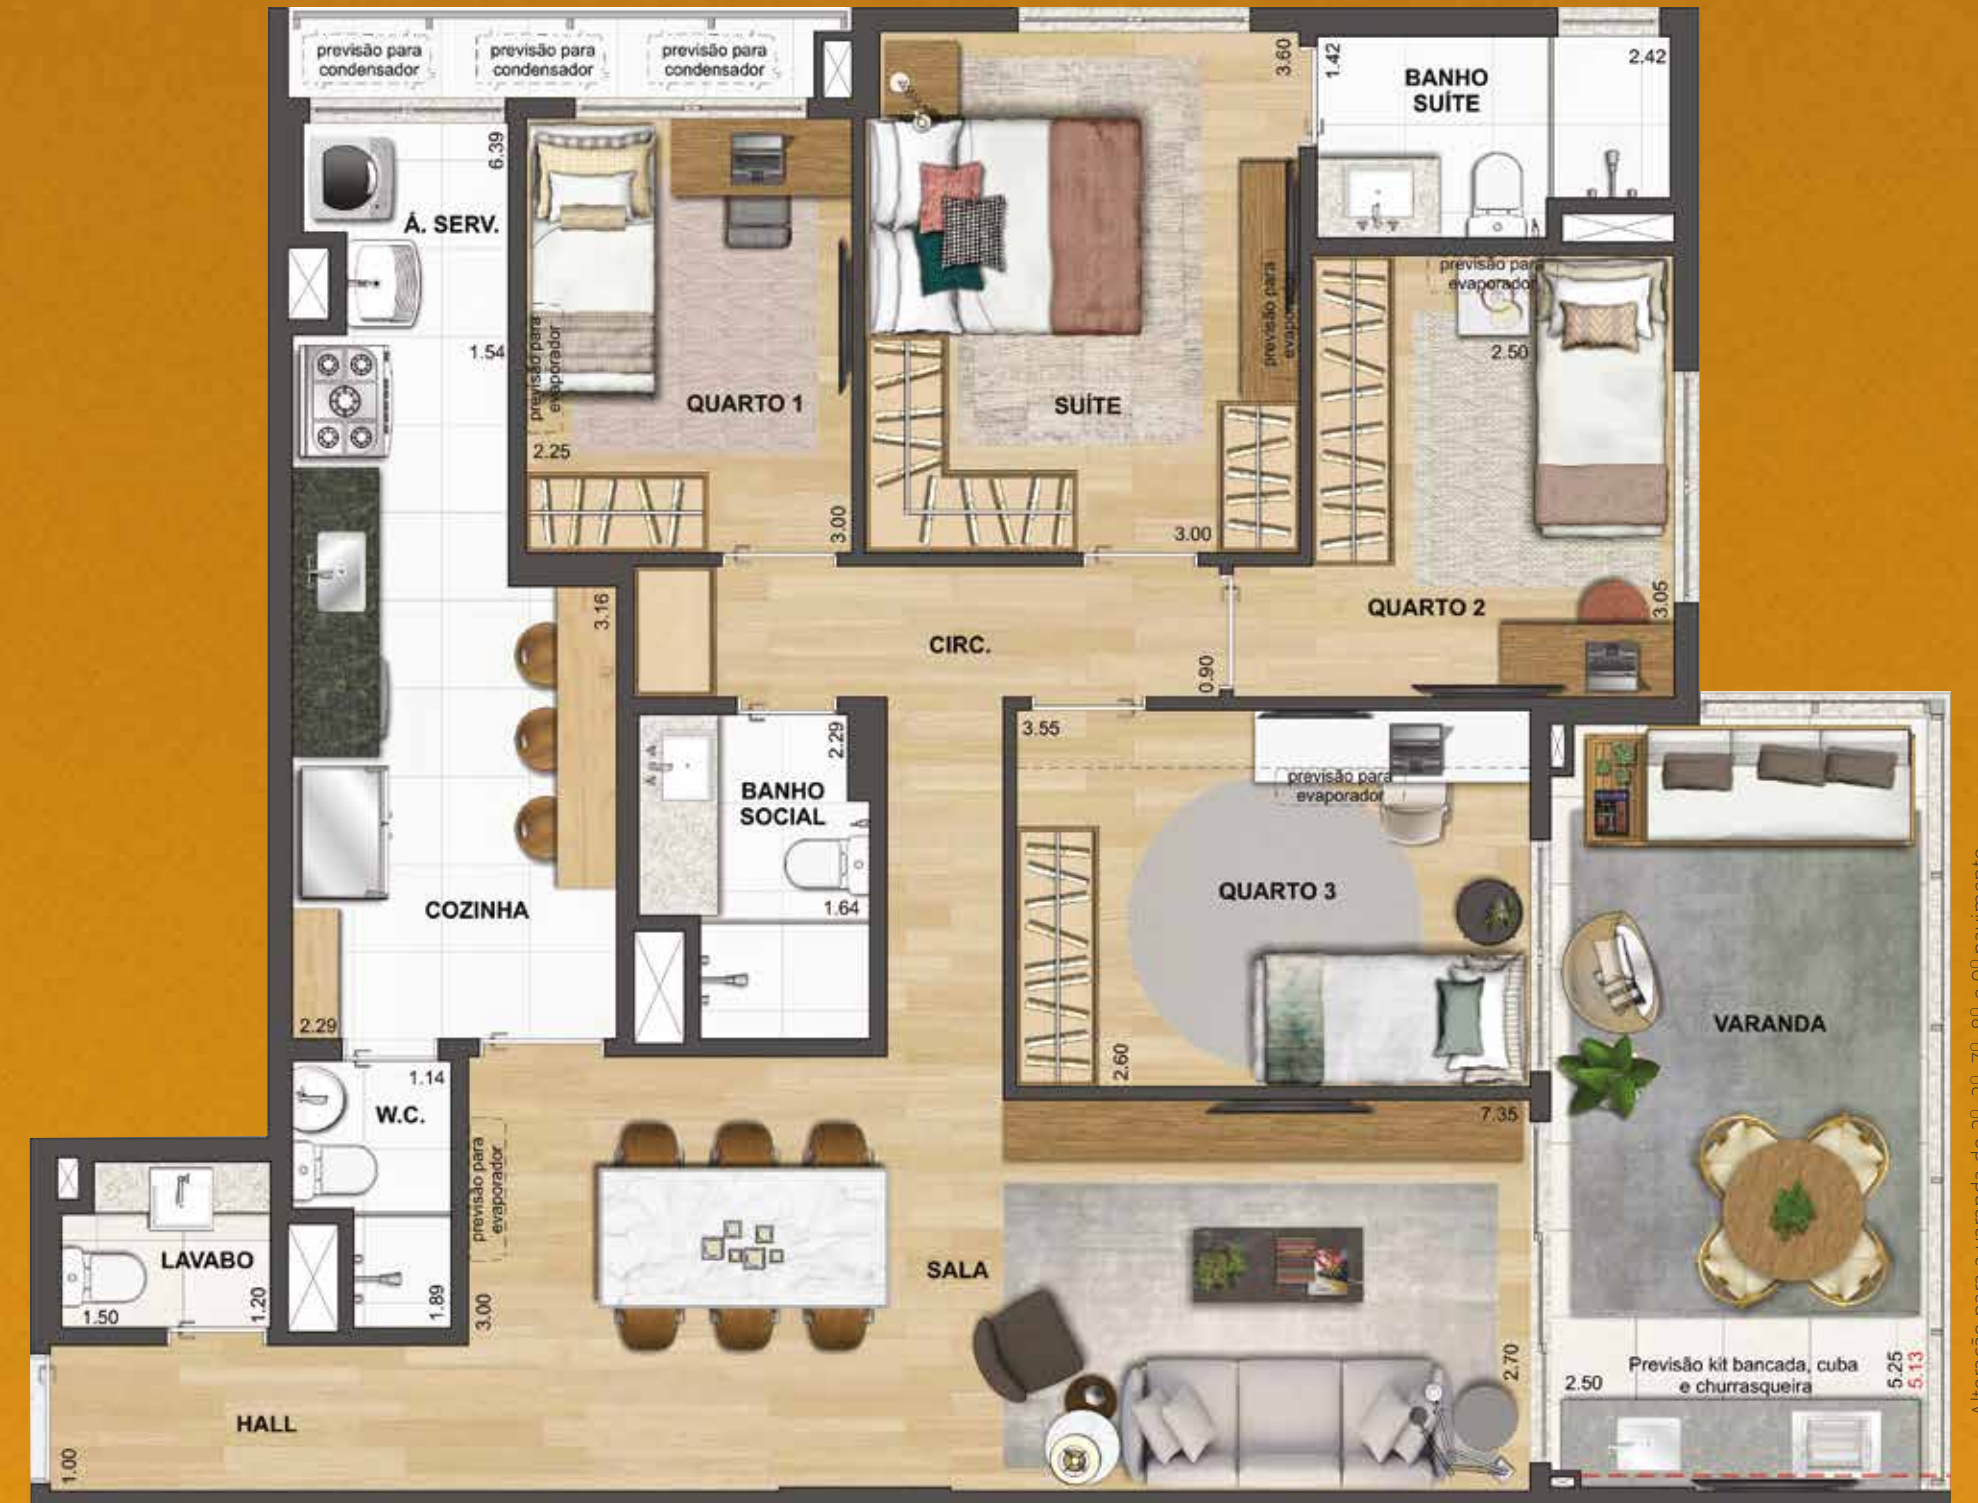 previsão para
condensador
previsão para
condensador
previsão para
condensador
3.60
1.42
BANHO
SUÍTE
2.42
6.39
Á. SERV.
previsão para
evaporador
previsão para
evaporador
1.54
2.50
previsão para
evaporador
QUARTO 1
SUÍTE
2.25
3.00
3.00
3.16
QUARTO 2
3.05
CIRC.
0.90
2.29
3.55
BANHO
SOCIAL
previsão para
evaporador
1.64
QUARTO 3
COZINHA
2.29
VARANDA
2.60
1.14
W.C.
7.35
previsão para
evaporador
LAVABO
1.50
1.20
1.89
3.00
SALA
2.70
2.50
Previsão kit bancada, cuba
e churrasqueira
5.25
5.13
HALL
1.00